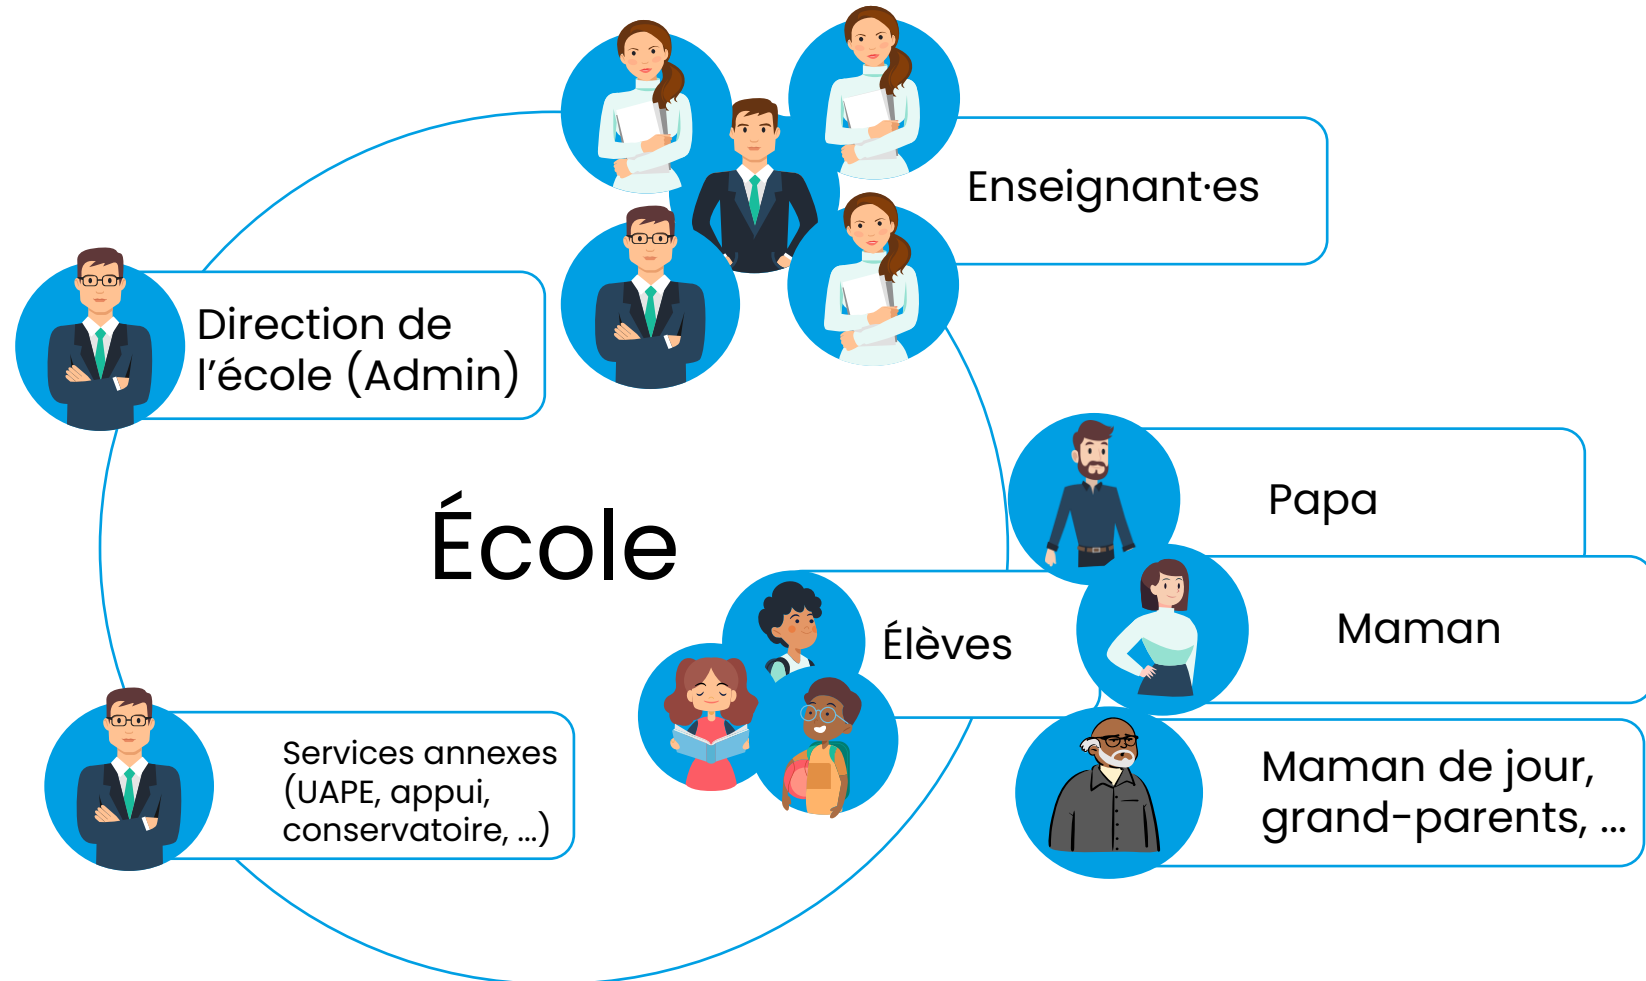 Enseignant·es
Direction de
l'école (Admin)
Papa
École
Maman
Élèves
Services annexes
(UAPE, appui,
conservatoire, ...)
Maman de jour,
grand-parents, ...